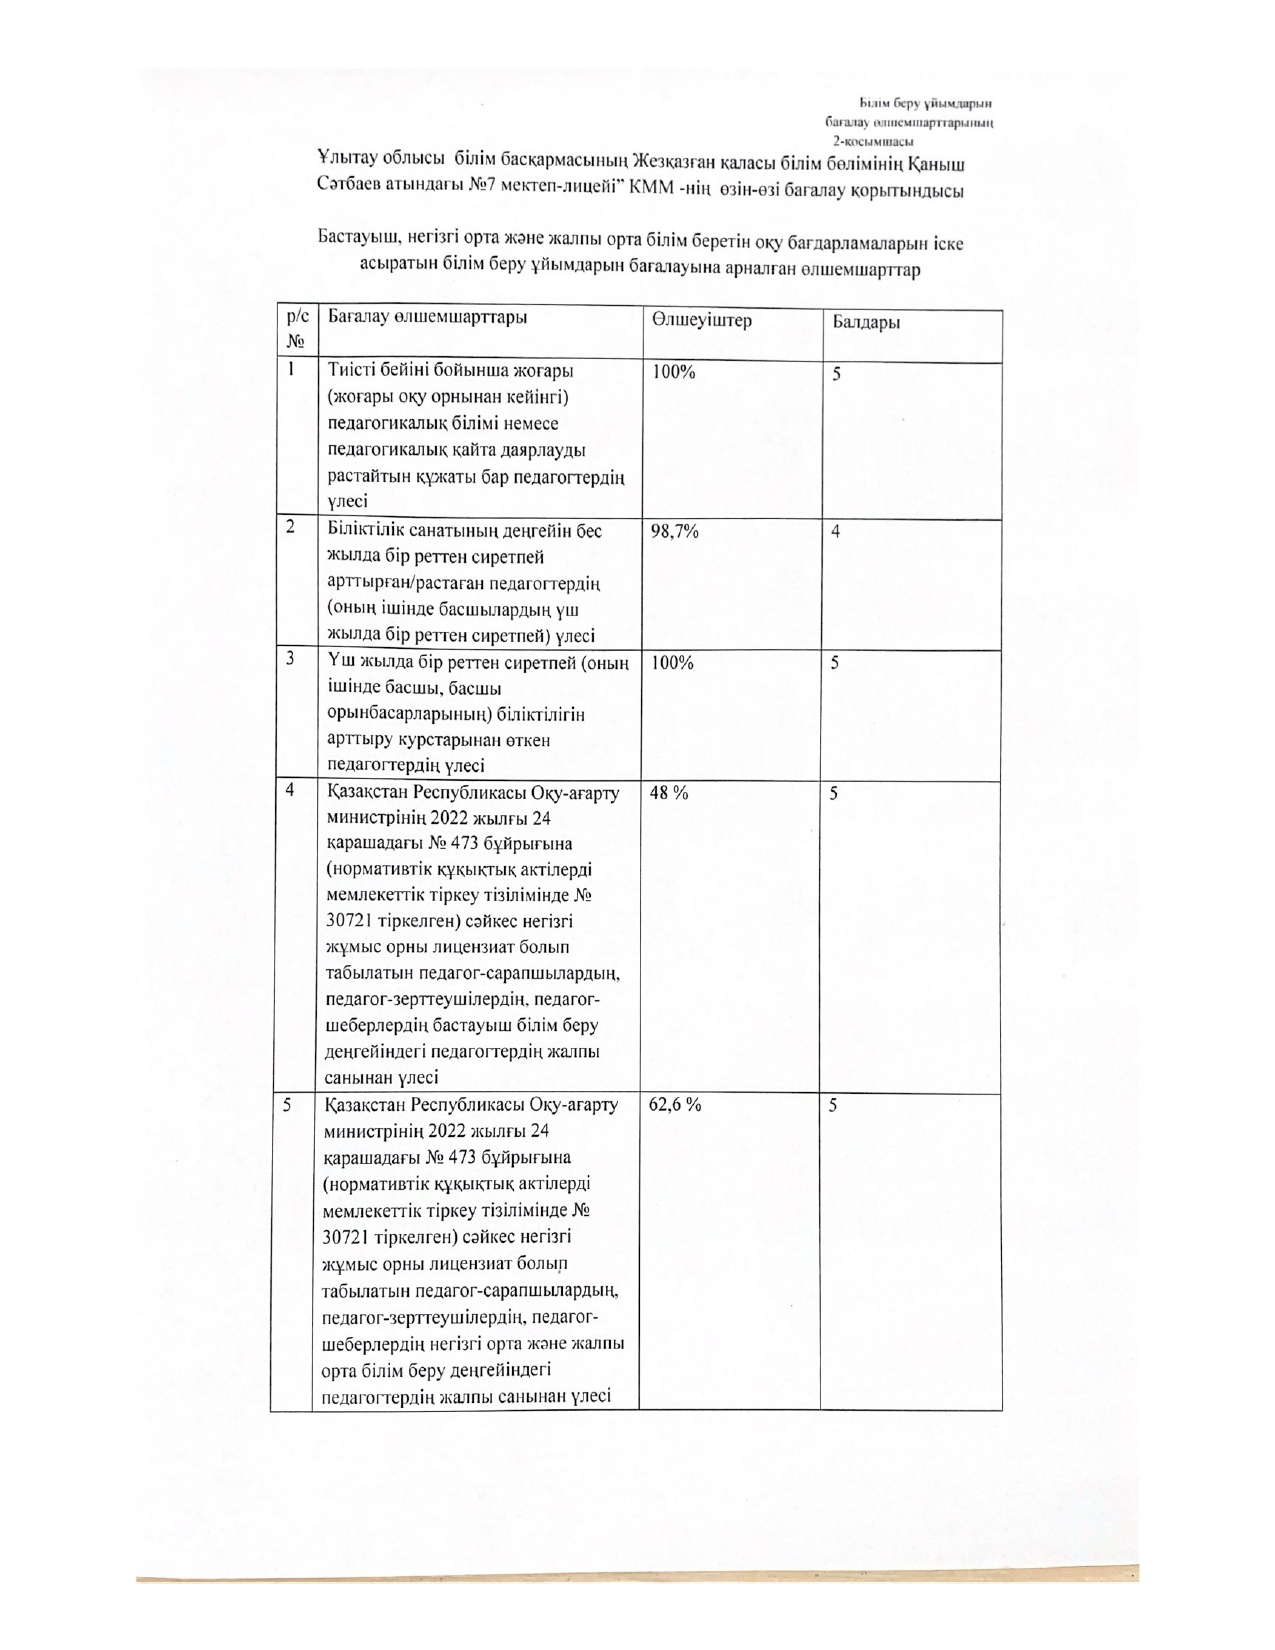 Білім беру ұйымдарын
бағалау өлшемшарттарының
2-қосымшасы
Ұлытау облысы білім басқармасының Жезқазған қаласы білім бөлімінің Қаныш
Сәтбаев атындағы №7 мектеп-лицейі” КММ -нің өзін-өзі бағалау қорытындысы
Бастауыш, негізгі орта және жалпы орта білім беретін оқу бағдарламаларын іске
асыратын білім беру ұйымдарын бағалауына арналған өлшемшарттар
р/с № Бағалау өлшемшарттары Өлшеуіштер Балдары
1 Тиісті бейіні бойынша жоғары 100% 5
(жоғары оқу орнынан кейінгі)
педагогикалық білімі немесе
педагогикалық қайта даярлауды
растайтын құжаты бар педагогтердің
үлесі
2 Біліктілік санатының деңгейін бес 98,7% 4
жылда бір реттен сиретпей
арттырған/растаған педагогтердің
(оның ішінде басшылардың үш
жылда бір реттен сиретпей) үлесі
3 Үш жылда бір реттен сиретпей (оның 100% 5
ішінде басшы, басшы
орынбасарларының) біліктілігін
арттыру курстарынан өткен
педагогтердің үлесі
4 Қазақстан Республикасы Оқу-ағарту 48 % 5
министрінің 2022 жылғы 24
қарашадағы № 473 бұйрығына
(нормативтік құқықтық актілерді
мемлекеттік тіркеу тізілімінде №
30721 тіркелген) сәйкес негізгі
жұмыс орны лицензиат болып
табылатын педагог-сарапшылардың,
педагог-зерттеушілердің, педагог-
шеберлердің бастауыш білім беру
деңгейіндегі педагогтердің жалпы
санынан үлесі
5 Қазақстан Республикасы Оқу-ағарту 62,6 % 5
министрінің 2022 жылғы 24
қарашадағы № 473 бұйрығына
(нормативтік құқықтық актілерді
мемлекеттік тіркеу тізілімінде №
30721 тіркелген) сәйкес негізгі
жұмыс орны лицензиат болып
табылатын педагог-сарапшылардың,
педагог-зерттеушілердің, педагог-
шеберлердің негізгі орта және жалпы
орта білім беру деңгейіндегі
педагогтердің жалпы санынан үлесі